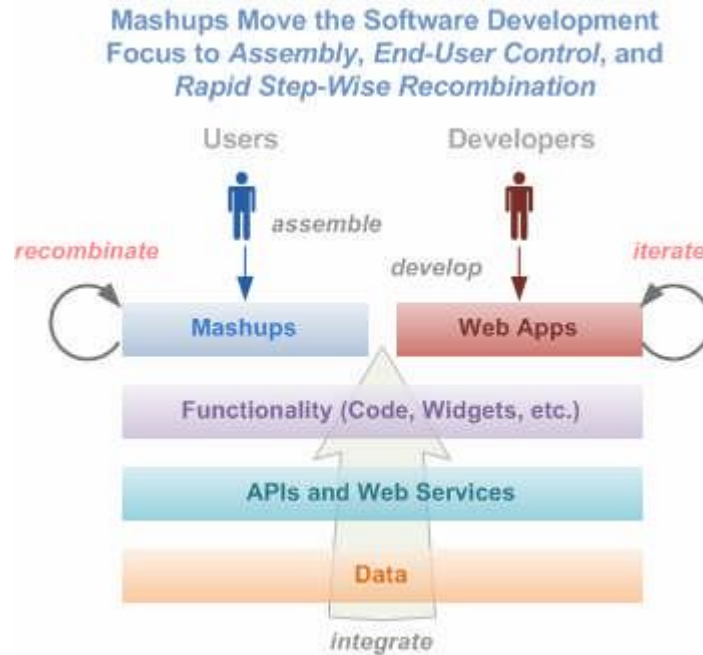 Mashups Move the Software Development
Focus to Assembly, End-User Control, and
Rapid Step-Wise Recombination
Users
Developers
assemble
recombinate
develop
iterate
Mashups
Web Apps
Functionality (Code, Widgets, etc.)
APIs and Web Services
Data
integrate